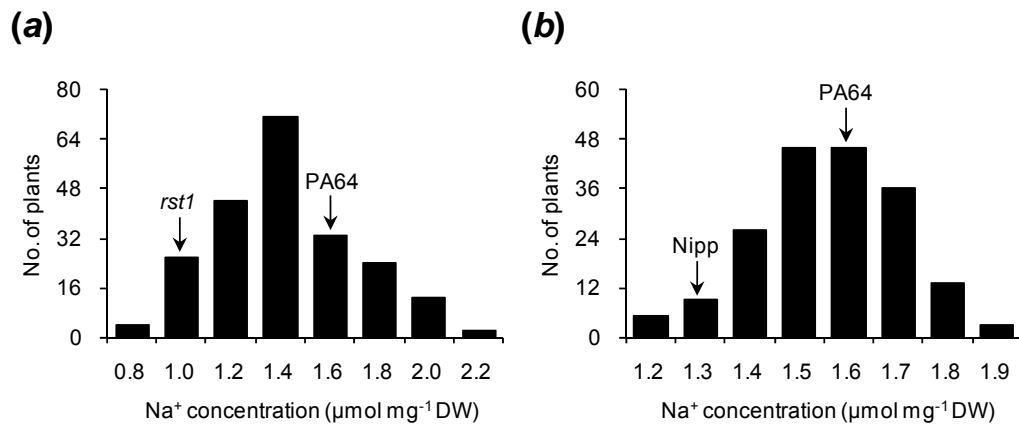 (a)
80
64
48
32
16
0
No. of plants
rst1
PA64
0.8 1.0 1.2 1.4 1.6 1.8 2.0 2.2
Na⁺ concentration (μmol mg⁻¹ DW)
(b)
60
48
36
24
12
0
No. of plants
Nipp
PA64
1.2 1.3 1.4 1.5 1.6 1.7 1.8 1.9
Na⁺ concentration (μmol mg⁻¹ DW)